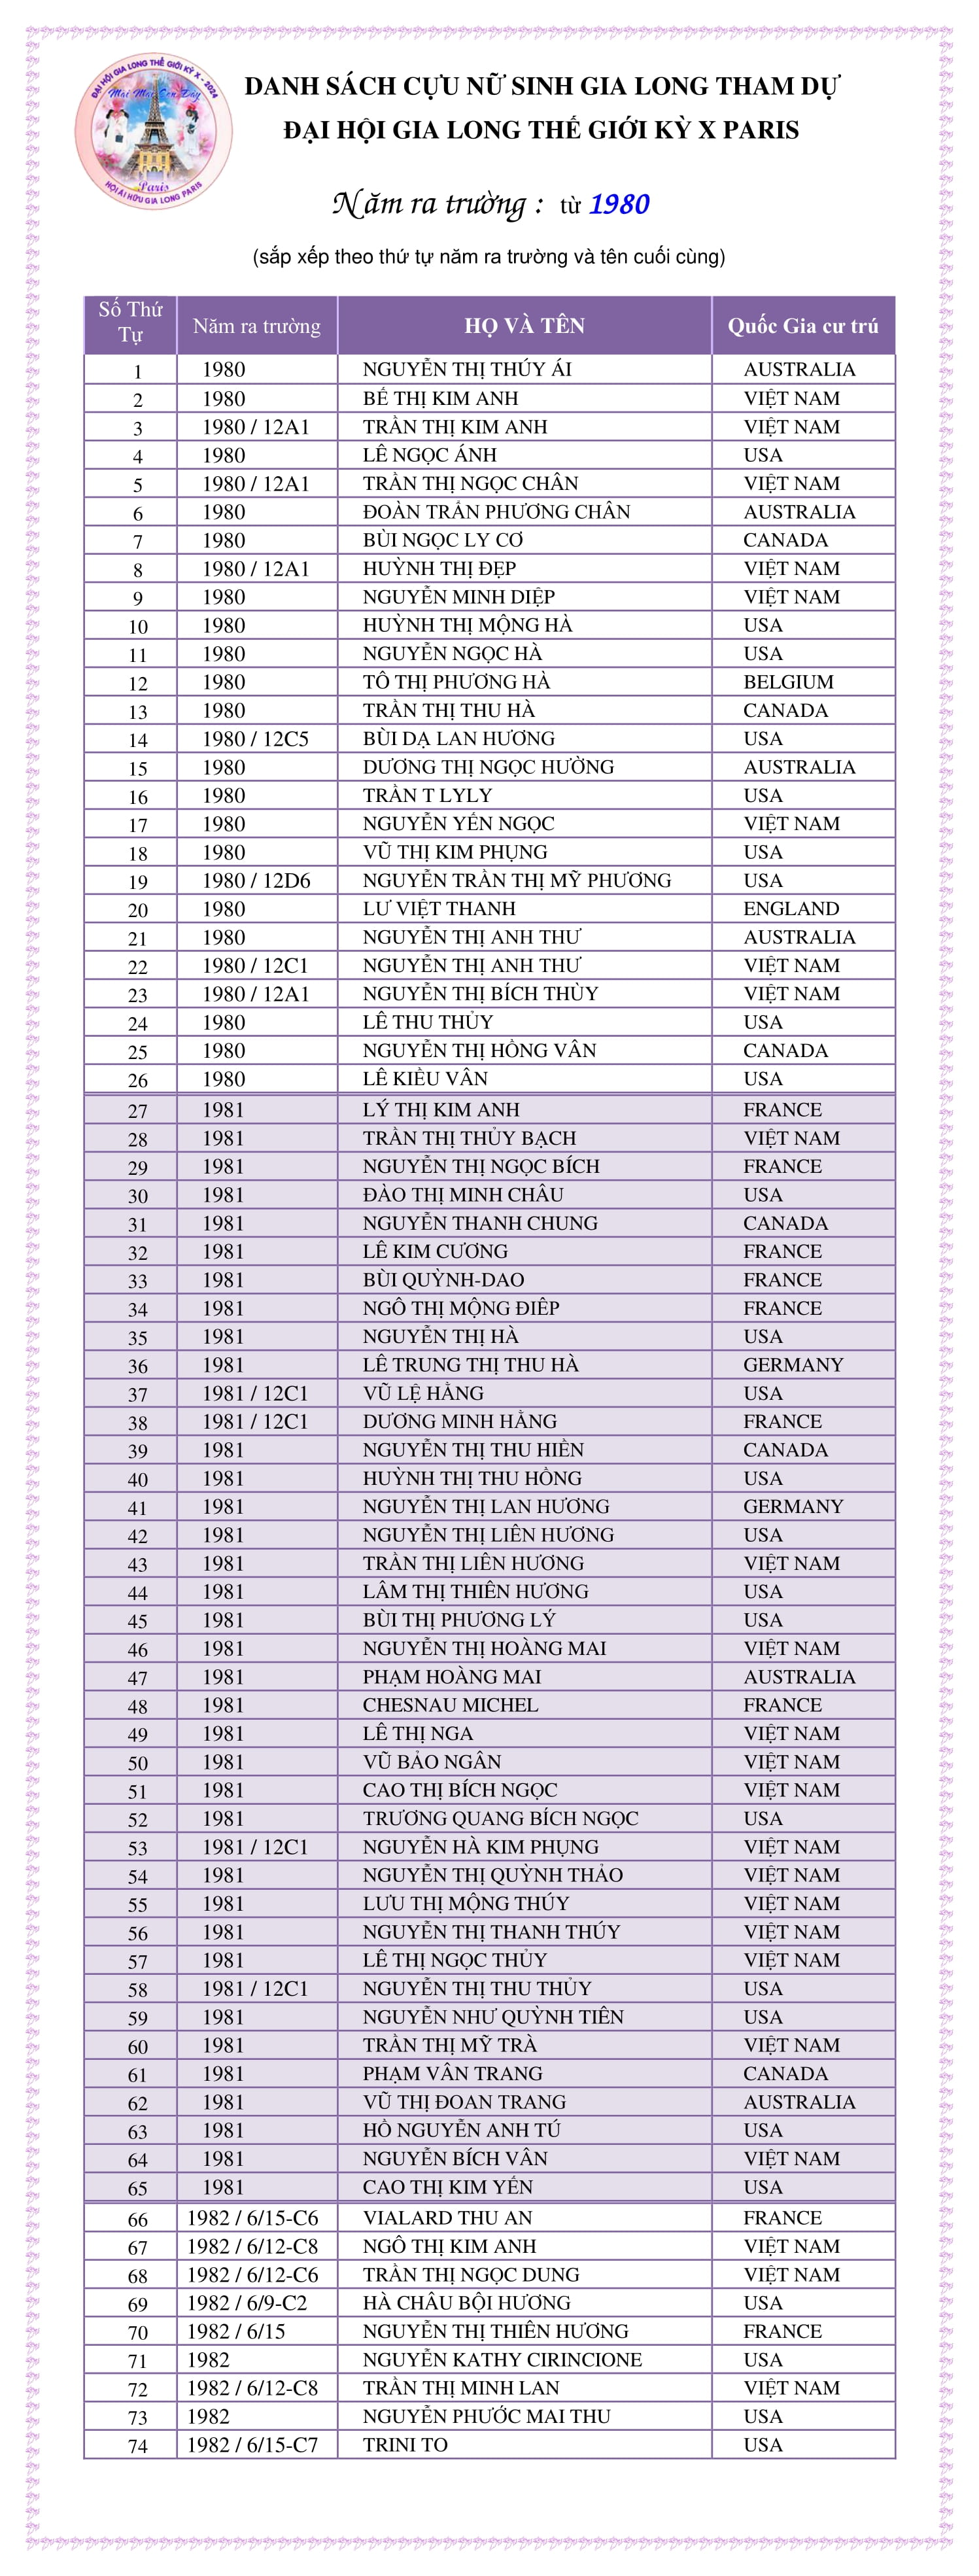 ĐẠI HỘI GIA LONG THẾ GIỚI KỲ X - 2024
Mãi Mãi Còn Đây
Paris
HỘI ÁI HỮU GIA LONG PARIS
DANH SÁCH CỰU NỮ SINH GIA LONG THAM DỰ
ĐẠI HỘI GIA LONG THẾ GIỚI KỲ X PARIS
Năm ra trường : từ 1980
(sắp xếp theo thứ tự năm ra trường và tên cuối cùng)
Số Thứ Tự Năm ra trường HỌ VÀ TÊN Quốc Gia cư trú
1 1980 NGUYỄN THỊ THÚY ÁI AUSTRALIA
2 1980 BẾ THỊ KIM ANH VIỆT NAM
3 1980 / 12A1 TRẦN THỊ KIM ANH VIỆT NAM
4 1980 LÊ NGỌC ÁNH USA
5 1980 / 12A1 TRẦN THỊ NGỌC CHÂN VIỆT NAM
6 1980 ĐOÀN TRẦN PHƯƠNG CHÂN AUSTRALIA
7 1980 BÙI NGỌC LY CƠ CANADA
8 1980 / 12A1 HUỲNH THỊ ĐẸP VIỆT NAM
9 1980 NGUYỄN MINH DIỆP VIỆT NAM
10 1980 HUỲNH THỊ MỘNG HÀ USA
11 1980 NGUYỄN NGỌC HÀ USA
12 1980 TÔ THỊ PHƯƠNG HÀ BELGIUM
13 1980 TRẦN THỊ THU HÀ CANADA
14 1980 / 12C5 BÙI DẠ LAN HƯƠNG USA
15 1980 DƯƠNG THỊ NGỌC HƯỜNG AUSTRALIA
16 1980 TRẦN T LYLY USA
17 1980 NGUYỄN YẾN NGỌC VIỆT NAM
18 1980 VŨ THỊ KIM PHỤNG USA
19 1980 / 12D6 NGUYỄN TRẦN THỊ MỸ PHƯƠNG USA
20 1980 LƯ VIỆT THANH ENGLAND
21 1980 NGUYỄN THỊ ANH THƯ AUSTRALIA
22 1980 / 12C1 NGUYỄN THỊ ANH THƯ VIỆT NAM
23 1980 / 12A1 NGUYỄN THỊ BÍCH THÙY VIỆT NAM
24 1980 LÊ THU THỦY USA
25 1980 NGUYỄN THỊ HỒNG VÂN CANADA
26 1980 LÊ KIỀU VÂN USA
27 1981 LÝ THỊ KIM ANH FRANCE
28 1981 TRẦN THỊ THỦY BẠCH VIỆT NAM
29 1981 NGUYỄN THỊ NGỌC BÍCH FRANCE
30 1981 ĐÀO THỊ MINH CHÂU USA
31 1981 NGUYỄN THANH CHUNG CANADA
32 1981 LÊ KIM CƯƠNG FRANCE
33 1981 BÙI QUỲNH-DAO FRANCE
34 1981 NGÔ THỊ MỘNG ĐIÊP FRANCE
35 1981 NGUYỄN THỊ HÀ USA
36 1981 LÊ TRUNG THỊ THU HÀ GERMANY
37 1981 / 12C1 VŨ LỆ HẰNG USA
38 1981 / 12C1 DƯƠNG MINH HẰNG FRANCE
39 1981 NGUYỄN THỊ THU HIỀN CANADA
40 1981 HUỲNH THỊ THU HỒNG USA
41 1981 NGUYỄN THỊ LAN HƯƠNG GERMANY
42 1981 NGUYỄN THỊ LIÊN HƯƠNG USA
43 1981 TRẦN THỊ LIÊN HƯƠNG VIỆT NAM
44 1981 LÂM THỊ THIÊN HƯƠNG USA
45 1981 BÙI THỊ PHƯƠNG LÝ USA
46 1981 NGUYỄN THỊ HOÀNG MAI VIỆT NAM
47 1981 PHẠM HOÀNG MAI AUSTRALIA
48 1981 CHESNAU MICHEL FRANCE
49 1981 LÊ THỊ NGA VIỆT NAM
50 1981 VŨ BẢO NGÂN VIỆT NAM
51 1981 CAO THỊ BÍCH NGỌC VIỆT NAM
52 1981 TRƯƠNG QUANG BÍCH NGỌC USA
53 1981 / 12C1 NGUYỄN HÀ KIM PHỤNG VIỆT NAM
54 1981 NGUYỄN THỊ QUỲNH THẢO VIỆT NAM
55 1981 LƯU THỊ MỘNG THÚY VIỆT NAM
56 1981 NGUYỄN THỊ THANH THÚY VIỆT NAM
57 1981 LÊ THỊ NGỌC THỦY VIỆT NAM
58 1981 / 12C1 NGUYỄN THỊ THU THỦY USA
59 1981 NGUYỄN NHƯ QUỲNH TIÊN USA
60 1981 TRẦN THỊ MỸ TRÀ VIỆT NAM
61 1981 PHẠM VÂN TRANG CANADA
62 1981 VŨ THỊ ĐOAN TRANG AUSTRALIA
63 1981 HỒ NGUYỄN ANH TÚ USA
64 1981 NGUYỄN BÍCH VÂN VIỆT NAM
65 1981 CAO THỊ KIM YẾN USA
66 1982 / 6/15-C6 VIALARD THU AN FRANCE
67 1982 / 6/12-C8 NGÔ THỊ KIM ANH VIỆT NAM
68 1982 / 6/12-C6 TRẦN THỊ NGỌC DUNG VIỆT NAM
69 1982 / 6/9-C2 HÀ CHÂU BỘI HƯƠNG USA
70 1982 / 6/15 NGUYỄN THỊ THIÊN HƯƠNG FRANCE
71 1982 NGUYỄN KATHY CIRINCIONE USA
72 1982 / 6/12-C8 TRẦN THỊ MINH LAN VIỆT NAM
73 1982 NGUYỄN PHƯỚC MAI THU USA
74 1982 / 6/15-C7 TRINI TO USA